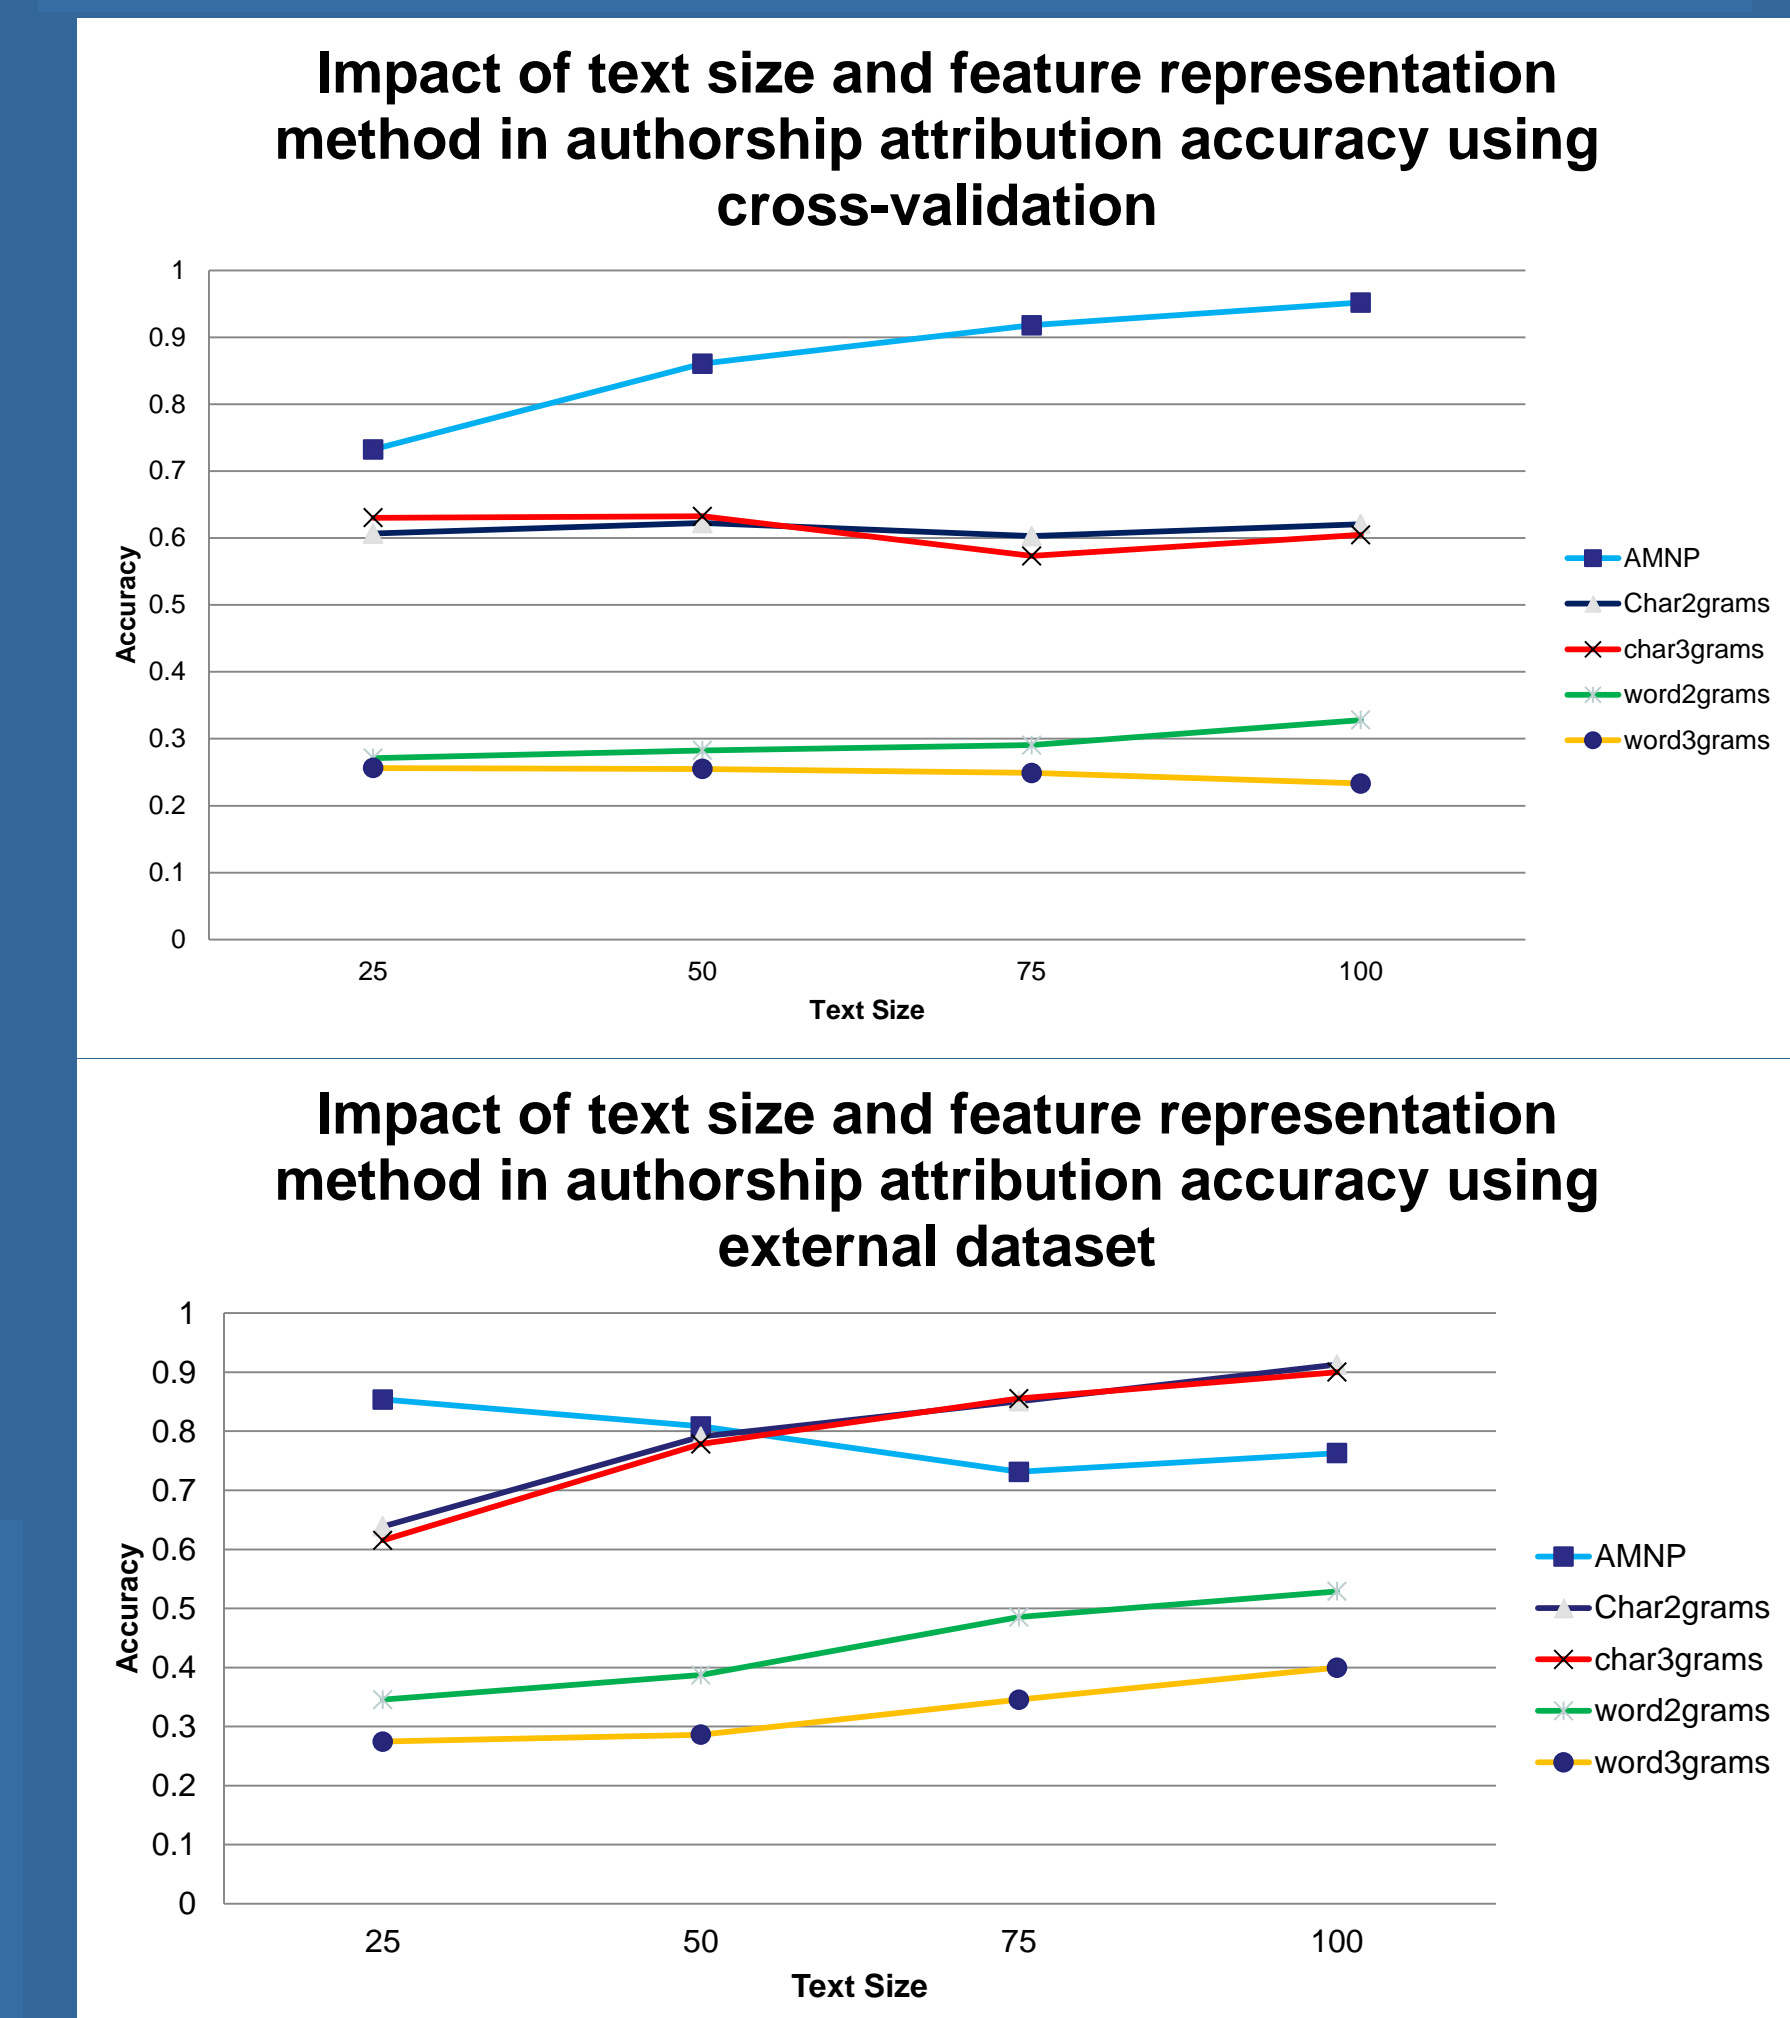 Impact of text size and feature representation
method in authorship attribution accuracy using
cross-validation
1
0.9
0.8
0.7
0.6
0.5
0.4
0.3
0.2
0.1
0
Accuracy
25 50 75 100
Text Size
AMNP
Char2grams
char3grams
word2grams
word3grams
Impact of text size and feature representation
method in authorship attribution accuracy using
external dataset
1
0.9
0.8
0.7
0.6
0.5
0.4
0.3
0.2
0.1
0
Accuracy
25 50 75 100
Text Size
AMNP
Char2grams
char3grams
word2grams
word3grams